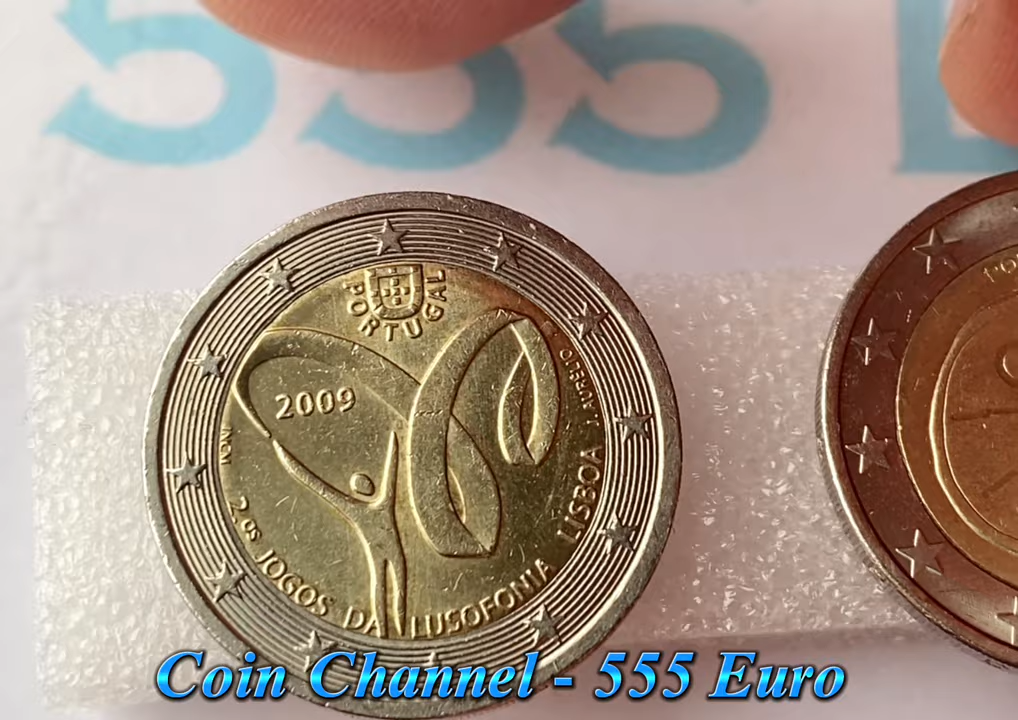 555 E
PORTUGAL
2009
INCM
J. AURÉLIO
2.os JOGOS DA LUSOFONIA LISBOA
Coin Channel - 555 Euro